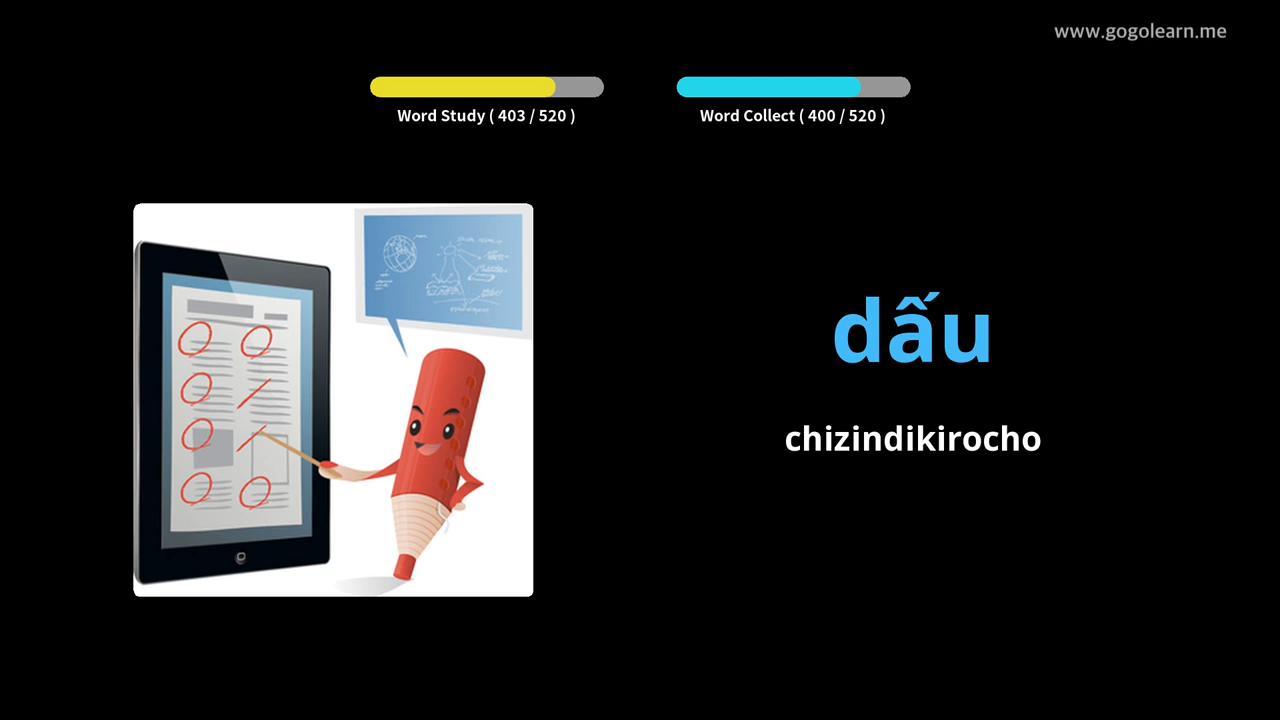 www.gogolearn.me
Word Study ( 403 / 520 )
Word Collect ( 400 / 520 )
dấu
chizindikirocho